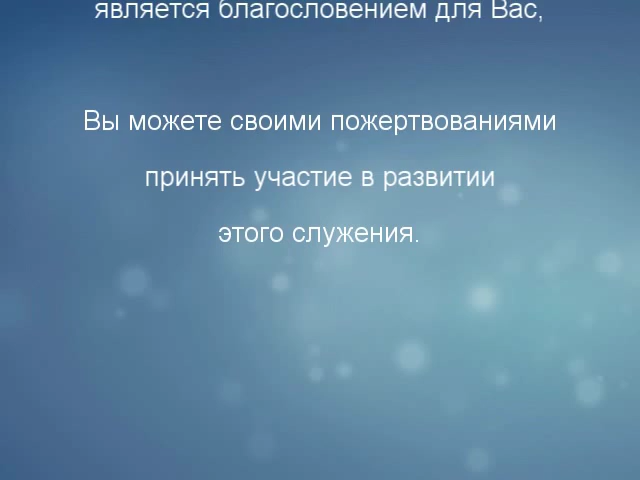 является благословением для Вас,
Вы можете своими пожертвованиями
принять участие в развитии
этого служения.